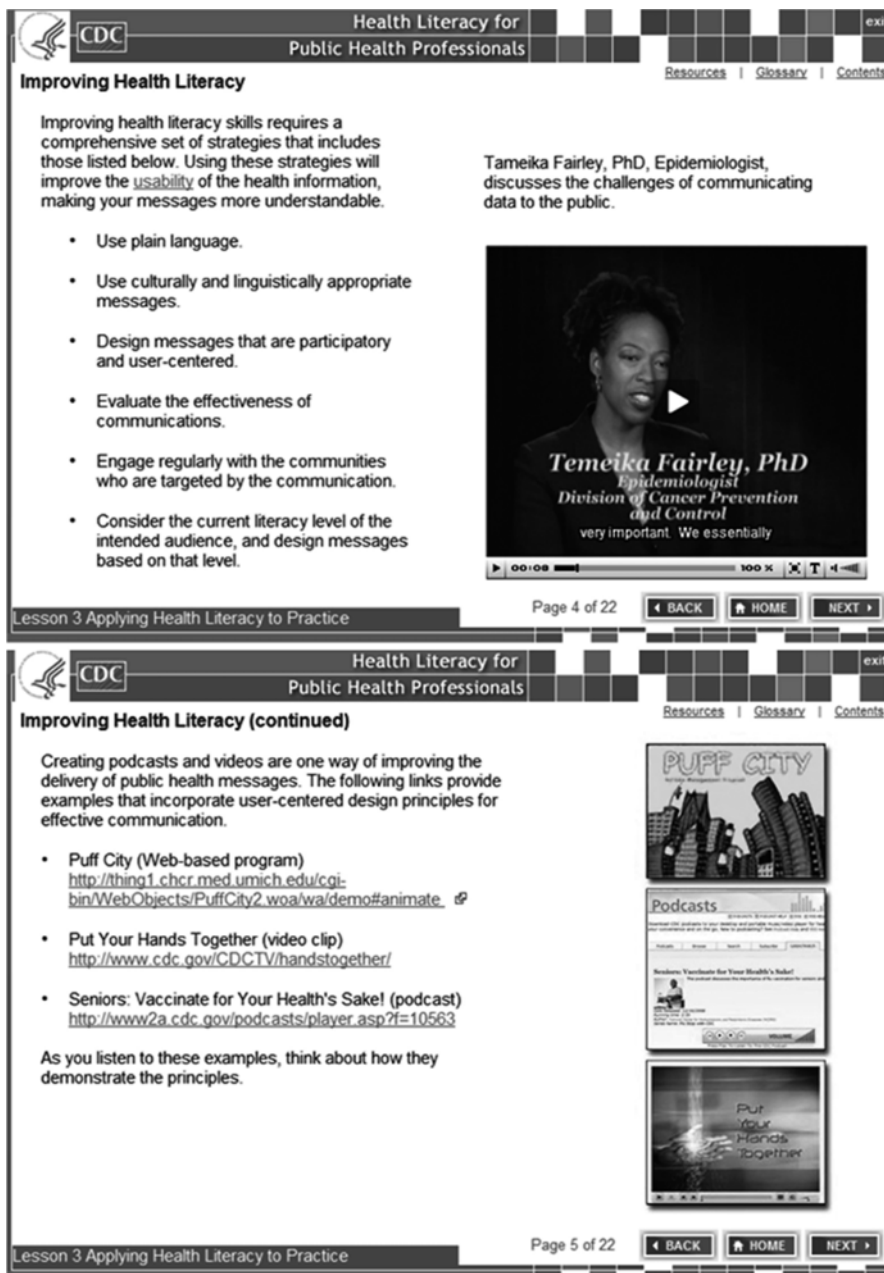 CDC
Health Literacy for
Public Health Professionals
exit
Resources | Glossary | Contents
Improving Health Literacy
Improving health literacy skills requires a
comprehensive set of strategies that includes
those listed below. Using these strategies will
improve the usability of the health information,
making your messages more understandable.
• Use plain language.
• Use culturally and linguistically appropriate
messages.
• Design messages that are participatory
and user-centered.
• Evaluate the effectiveness of
communications.
• Engage regularly with the communities
who are targeted by the communication.
• Consider the current literacy level of the
intended audience, and design messages
based on that level.
Tameika Fairley, PhD, Epidemiologist,
discusses the challenges of communicating
data to the public.
Temeika Fairley, PhD
Epidemiologist
Division of Cancer Prevention
and Control
very important. We essentially
00:08
100 %
T
Lesson 3 Applying Health Literacy to Practice
Page 4 of 22
BACK
HOME
NEXT
CDC
Health Literacy for
Public Health Professionals
exit
Resources | Glossary | Contents
Improving Health Literacy (continued)
Creating podcasts and videos are one way of improving the
delivery of public health messages. The following links provide
examples that incorporate user-centered design principles for
effective communication.
• Puff City (Web-based program)
http://thing1.chcr.med.umich.edu/cgi-
bin/WebObjects/PuffCity2.woa/wa/demo#animate
• Put Your Hands Together (video clip)
http://www.cdc.gov/CDCTV/handstogether/
• Seniors: Vaccinate for Your Health's Sake! (podcast)
http://www2a.cdc.gov/podcasts/player.asp?f=10563
As you listen to these examples, think about how they
demonstrate the principles.
PUFF CITY
Podcasts
Podcasts Browse Search Subscribe
Seniors: Vaccinate for Your Health's Sake!
VOLUME
Put
Your
Hands
Together
Lesson 3 Applying Health Literacy to Practice
Page 5 of 22
BACK
HOME
NEXT